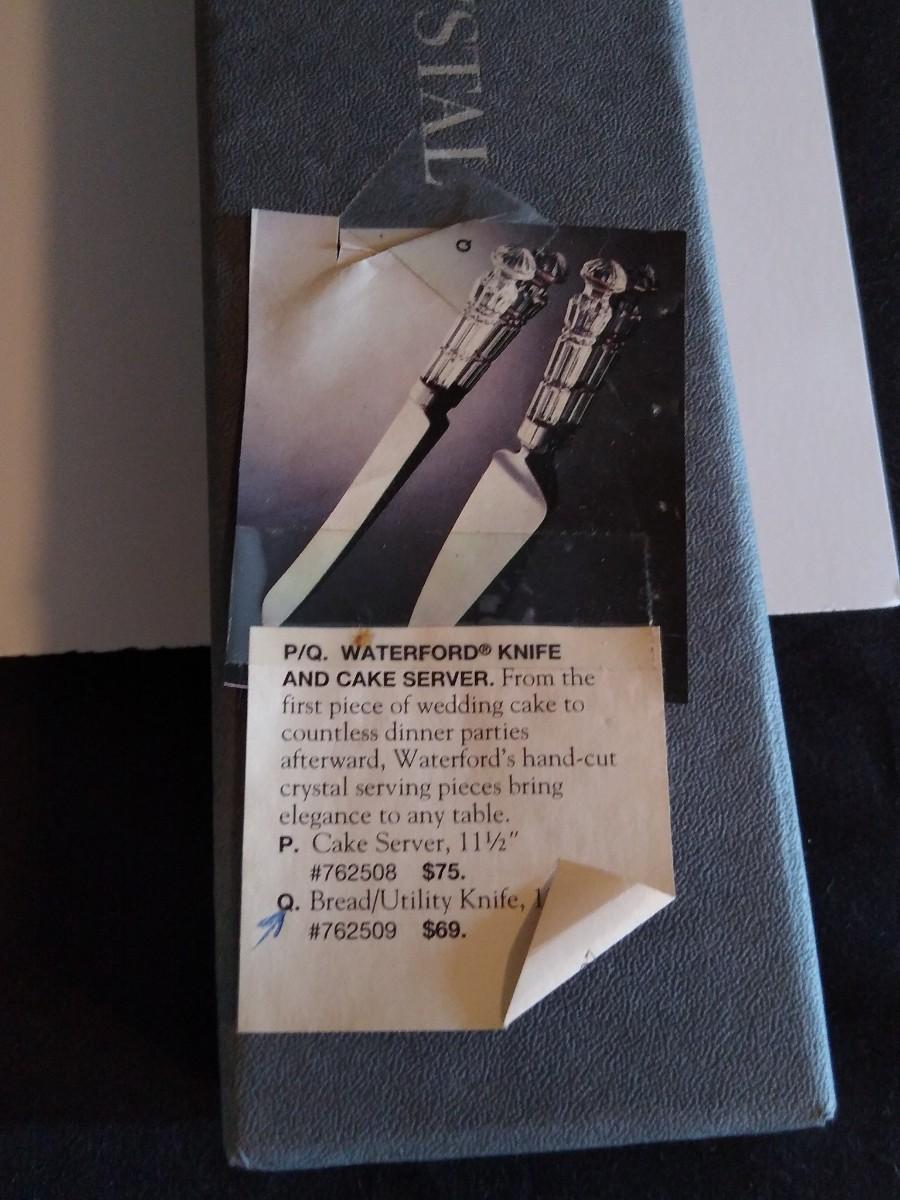 STAL
Q
P/Q. WATERFORD® KNIFE
AND CAKE SERVER. From the
first piece of wedding cake to
countless dinner parties
afterward, Waterford's hand-cut
crystal serving pieces bring
elegance to any table.
P. Cake Server, 11½"
#762508 $75.
Q. Bread/Utility Knife, 1
#762509 $69.